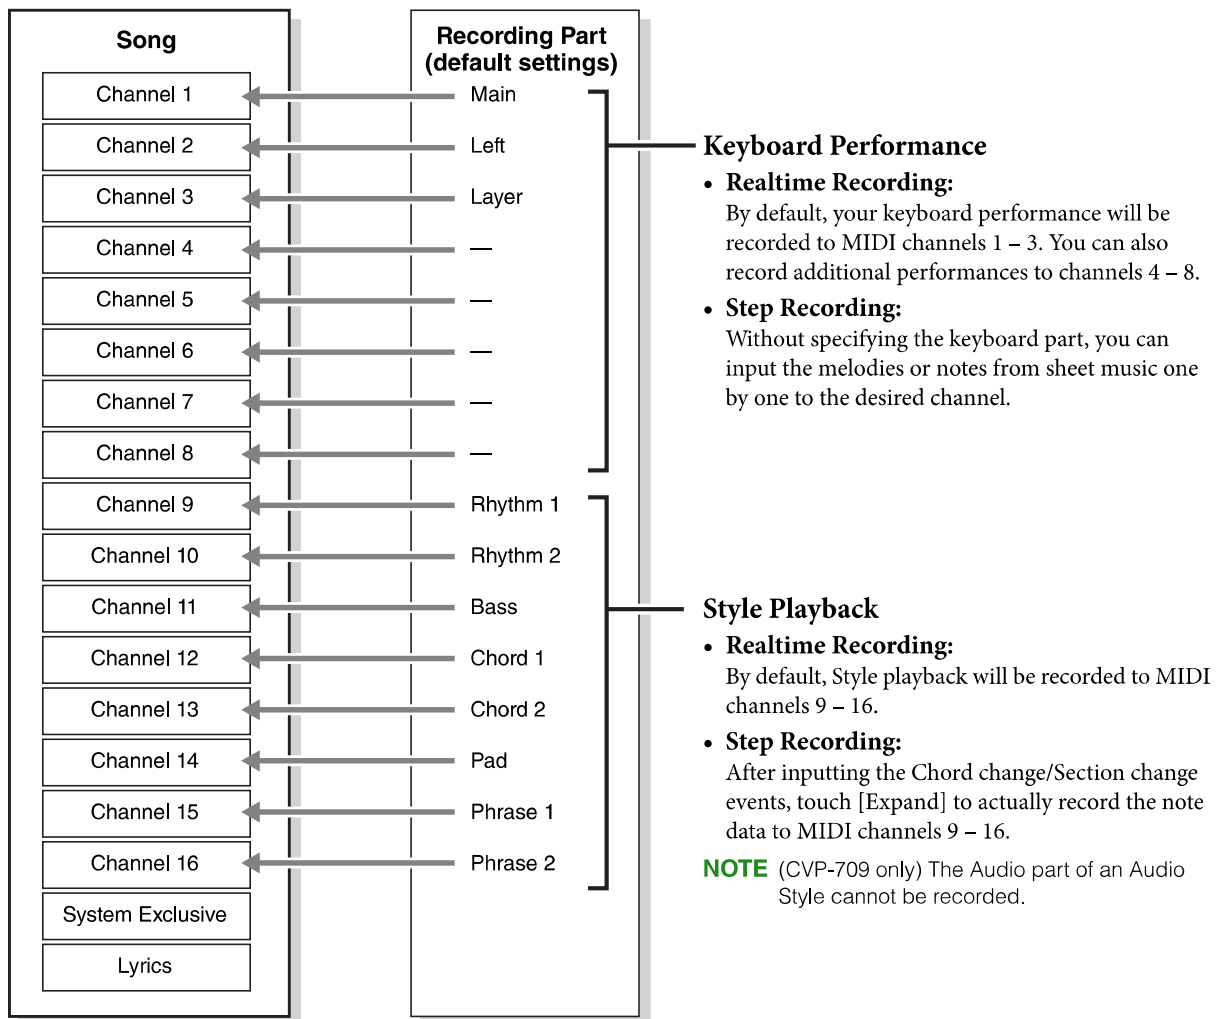 Song
Channel 1
Channel 2
Channel 3
Channel 4
Channel 5
Channel 6
Channel 7
Channel 8
Channel 9
Channel 10
Channel 11
Channel 12
Channel 13
Channel 14
Channel 15
Channel 16
System Exclusive
Lyrics
Recording Part
(default settings)
Main
Left
Layer
—
—
—
—
—
Rhythm 1
Rhythm 2
Bass
Chord 1
Chord 2
Pad
Phrase 1
Phrase 2
Keyboard Performance
• Realtime Recording:
By default, your keyboard performance will be
recorded to MIDI channels 1 – 3. You can also
record additional performances to channels 4 – 8.
• Step Recording:
Without specifying the keyboard part, you can
input the melodies or notes from sheet music one
by one to the desired channel.
Style Playback
• Realtime Recording:
By default, Style playback will be recorded to MIDI
channels 9 – 16.
• Step Recording:
After inputting the Chord change/Section change
events, touch [Expand] to actually record the note
data to MIDI channels 9 – 16.
NOTE (CVP-709 only) The Audio part of an Audio
Style cannot be recorded.